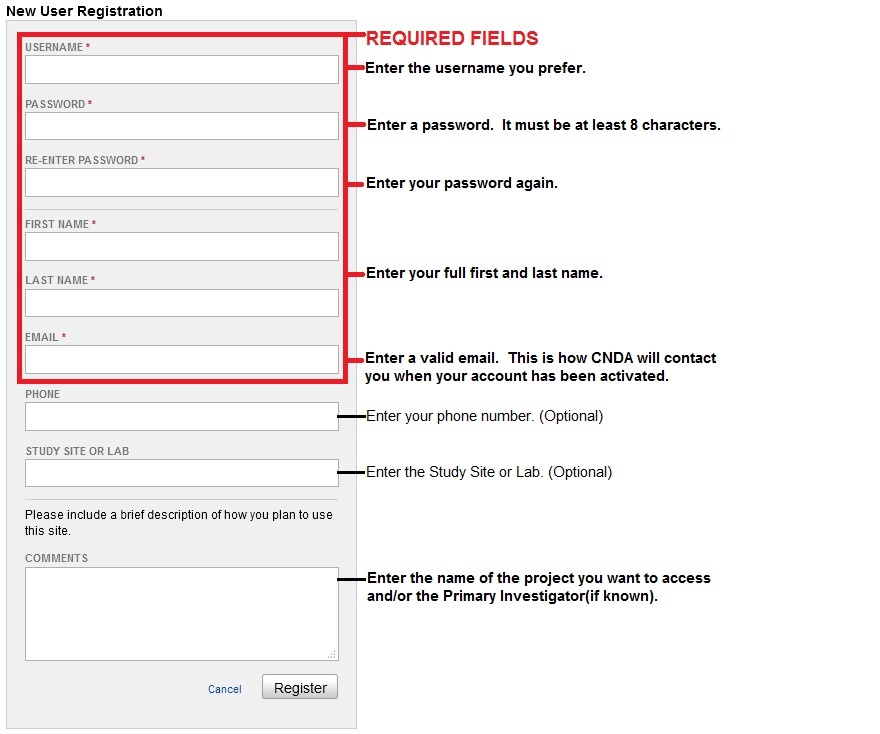 New User Registration
REQUIRED FIELDS
USERNAME *
Enter the username you prefer.
PASSWORD *
Enter a password.  It must be at least 8 characters.
RE-ENTER PASSWORD *
Enter your password again.
FIRST NAME *
Enter your full first and last name.
LAST NAME *
EMAIL *
Enter a valid email.  This is how CNDA will contact
you when your account has been activated.
PHONE
Enter your phone number. (Optional)
STUDY SITE OR LAB
Enter the Study Site or Lab. (Optional)
Please include a brief description of how you plan to use
this site.
COMMENTS
Enter the name of the project you want to access
and/or the Primary Investigator(if known).
Cancel
Register